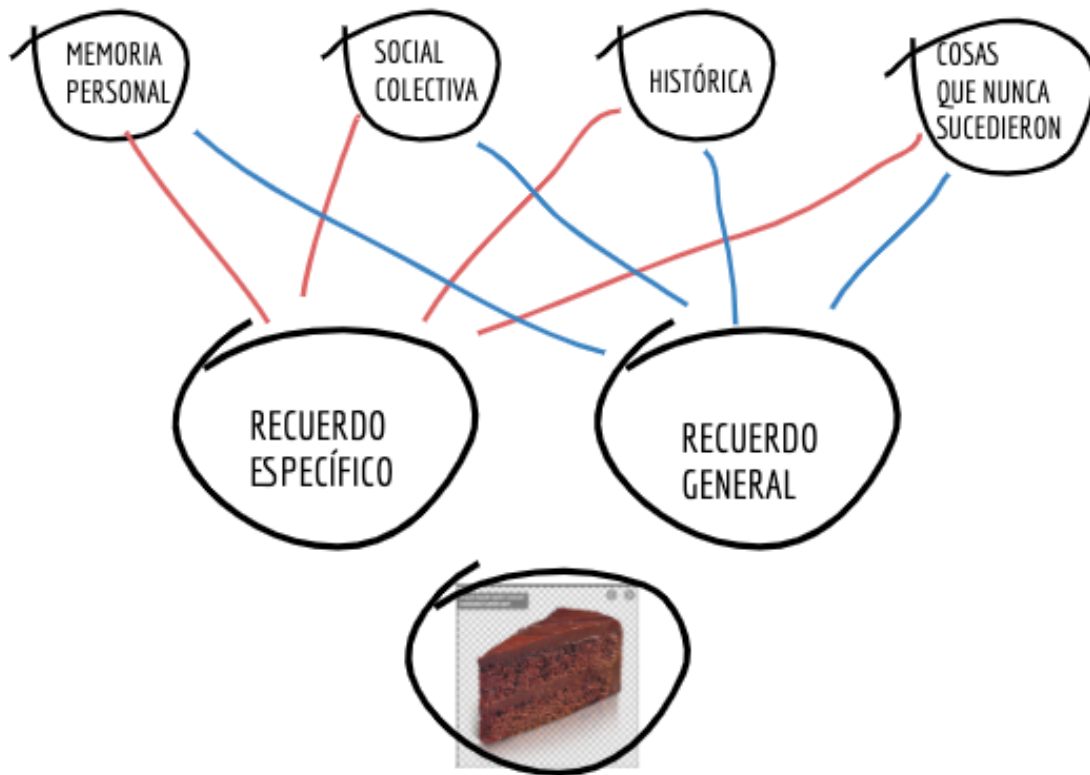 MEMORIA
PERSONAL
SOCIAL
COLECTIVA
HISTÓRICA
COSAS
QUE NUNCA
SUCEDIERON
RECUERDO
ESPECÍFICO
RECUERDO
GENERAL